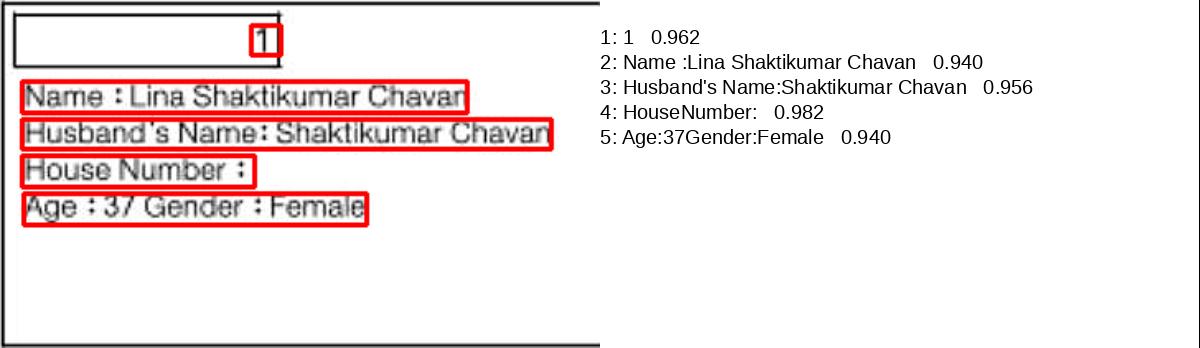 1
Name : Lina Shaktikumar Chavan
Husband's Name: Shaktikumar Chavan
House Number :
Age : 37 Gender : Female
1: 1 0.962
2: Name :Lina Shaktikumar Chavan 0.940
3: Husband's Name:Shaktikumar Chavan 0.956
4: HouseNumber: 0.982
5: Age:37Gender:Female 0.940